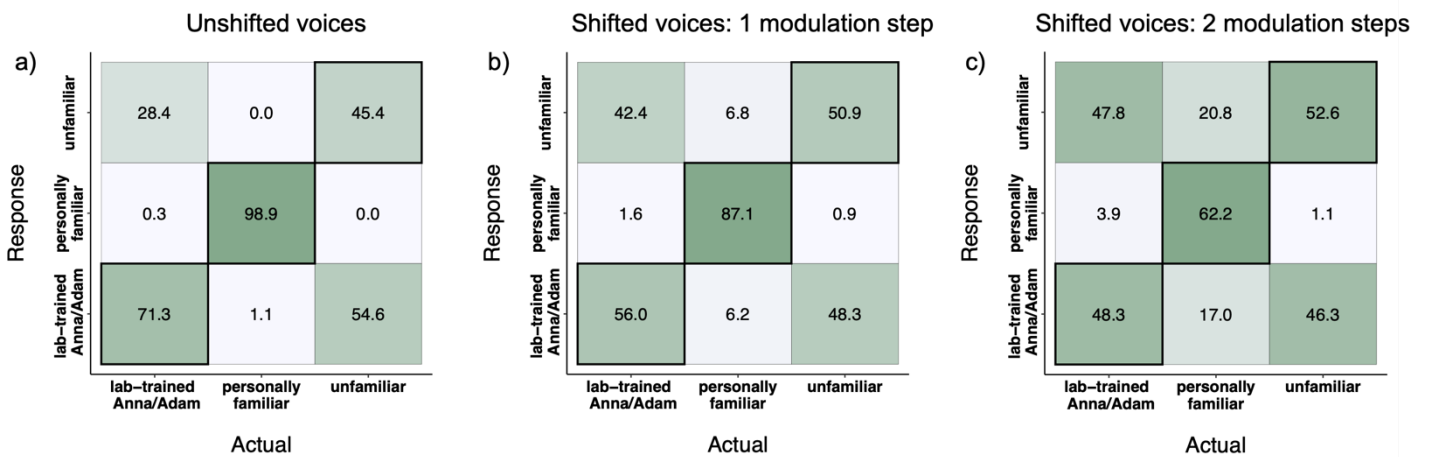 Unshifted voices
Shifted voices: 1 modulation step
Shifted voices: 2 modulation steps
a)
Response
unfamiliar
personally
familiar
lab–trained
Anna/Adam
28.4 0.0 45.4
0.3 98.9 0.0
71.3 1.1 54.6
lab–trained
Anna/Adam
personally
familiar
unfamiliar
Actual
b)
Response
unfamiliar
personally
familiar
lab–trained
Anna/Adam
42.4 6.8 50.9
1.6 87.1 0.9
56.0 6.2 48.3
lab–trained
Anna/Adam
personally
familiar
unfamiliar
Actual
c)
Response
unfamiliar
personally
familiar
lab–trained
Anna/Adam
47.8 20.8 52.6
3.9 62.2 1.1
48.3 17.0 46.3
lab–trained
Anna/Adam
personally
familiar
unfamiliar
Actual